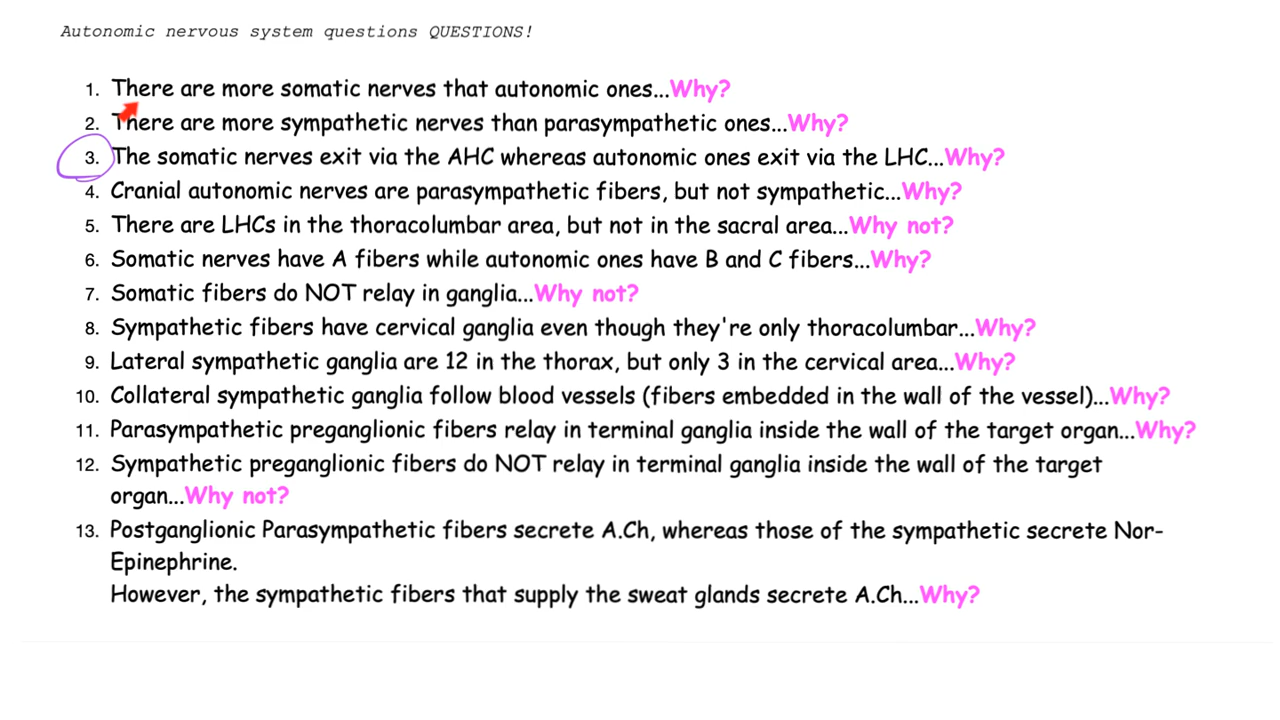 Autonomic nervous system questions QUESTIONS!
1. There are more somatic nerves that autonomic ones...Why?
2. There are more sympathetic nerves than parasympathetic ones...Why?
3. The somatic nerves exit via the AHC whereas autonomic ones exit via the LHC...Why?
4. Cranial autonomic nerves are parasympathetic fibers, but not sympathetic...Why?
5. There are LHCs in the thoracolumbar area, but not in the sacral area...Why not?
6. Somatic nerves have A fibers while autonomic ones have B and C fibers...Why?
7. Somatic fibers do NOT relay in ganglia...Why not?
8. Sympathetic fibers have cervical ganglia even though they're only thoracolumbar...Why?
9. Lateral sympathetic ganglia are 12 in the thorax, but only 3 in the cervical area...Why?
10. Collateral sympathetic ganglia follow blood vessels (fibers embedded in the wall of the vessel)...Why?
11. Parasympathetic preganglionic fibers relay in terminal ganglia inside the wall of the target organ...Why?
12. Sympathetic preganglionic fibers do NOT relay in terminal ganglia inside the wall of the target
organ...Why not?
13. Postganglionic Parasympathetic fibers secrete A.Ch, whereas those of the sympathetic secrete Nor-
Epinephrine.
However, the sympathetic fibers that supply the sweat glands secrete A.Ch...Why?